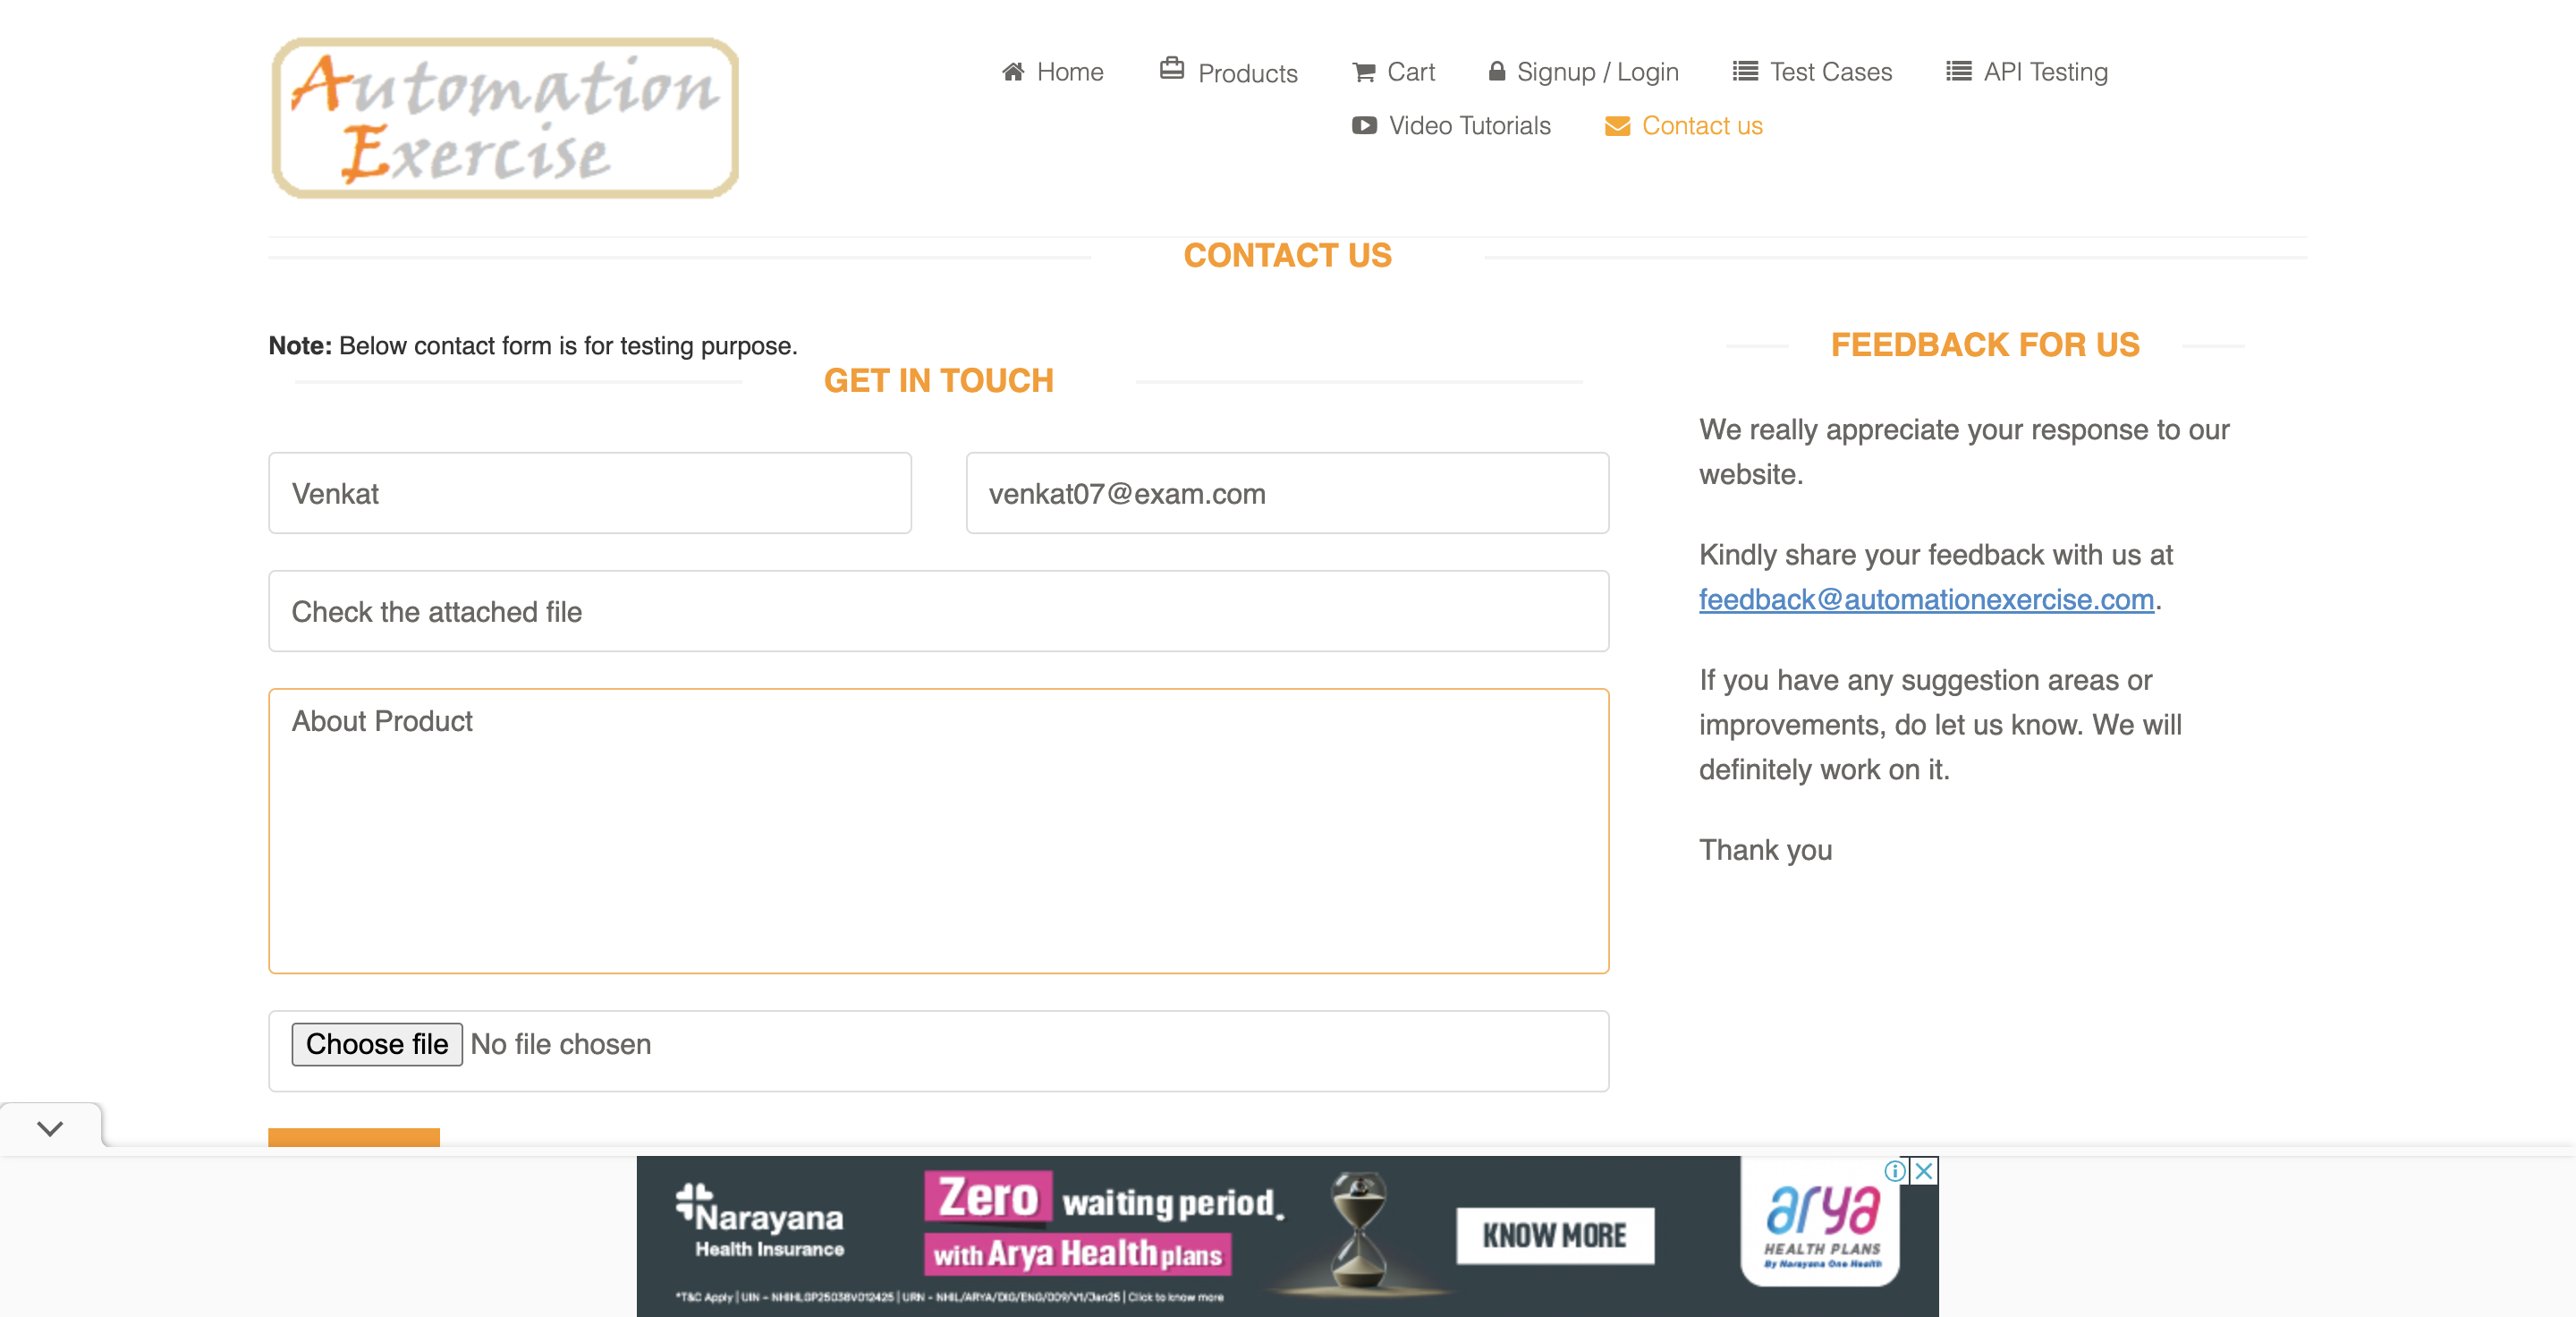 Automation
Exercise
Home
Products
Cart
Signup / Login
Test Cases
API Testing
Video Tutorials
Contact us
CONTACT US
Note: Below contact form is for testing purpose.
GET IN TOUCH
Venkat
venkat07@exam.com
Check the attached file
About Product
Choose file No file chosen
FEEDBACK FOR US
We really appreciate your response to our
website.
Kindly share your feedback with us at
feedback@automationexercise.com.
If you have any suggestion areas or
improvements, do let us know. We will
definitely work on it.
Thank you
Narayana
Health Insurance
Zero waiting period.
with Arya Health plans
*T&C Apply | UIN - NHIHLGP25038V012425 | URN - NHIL/ARYA/DIG/ENG/009/V1/Jan25 | Click to know more
KNOW MORE
arya
HEALTH PLANS
By Narayana One Health